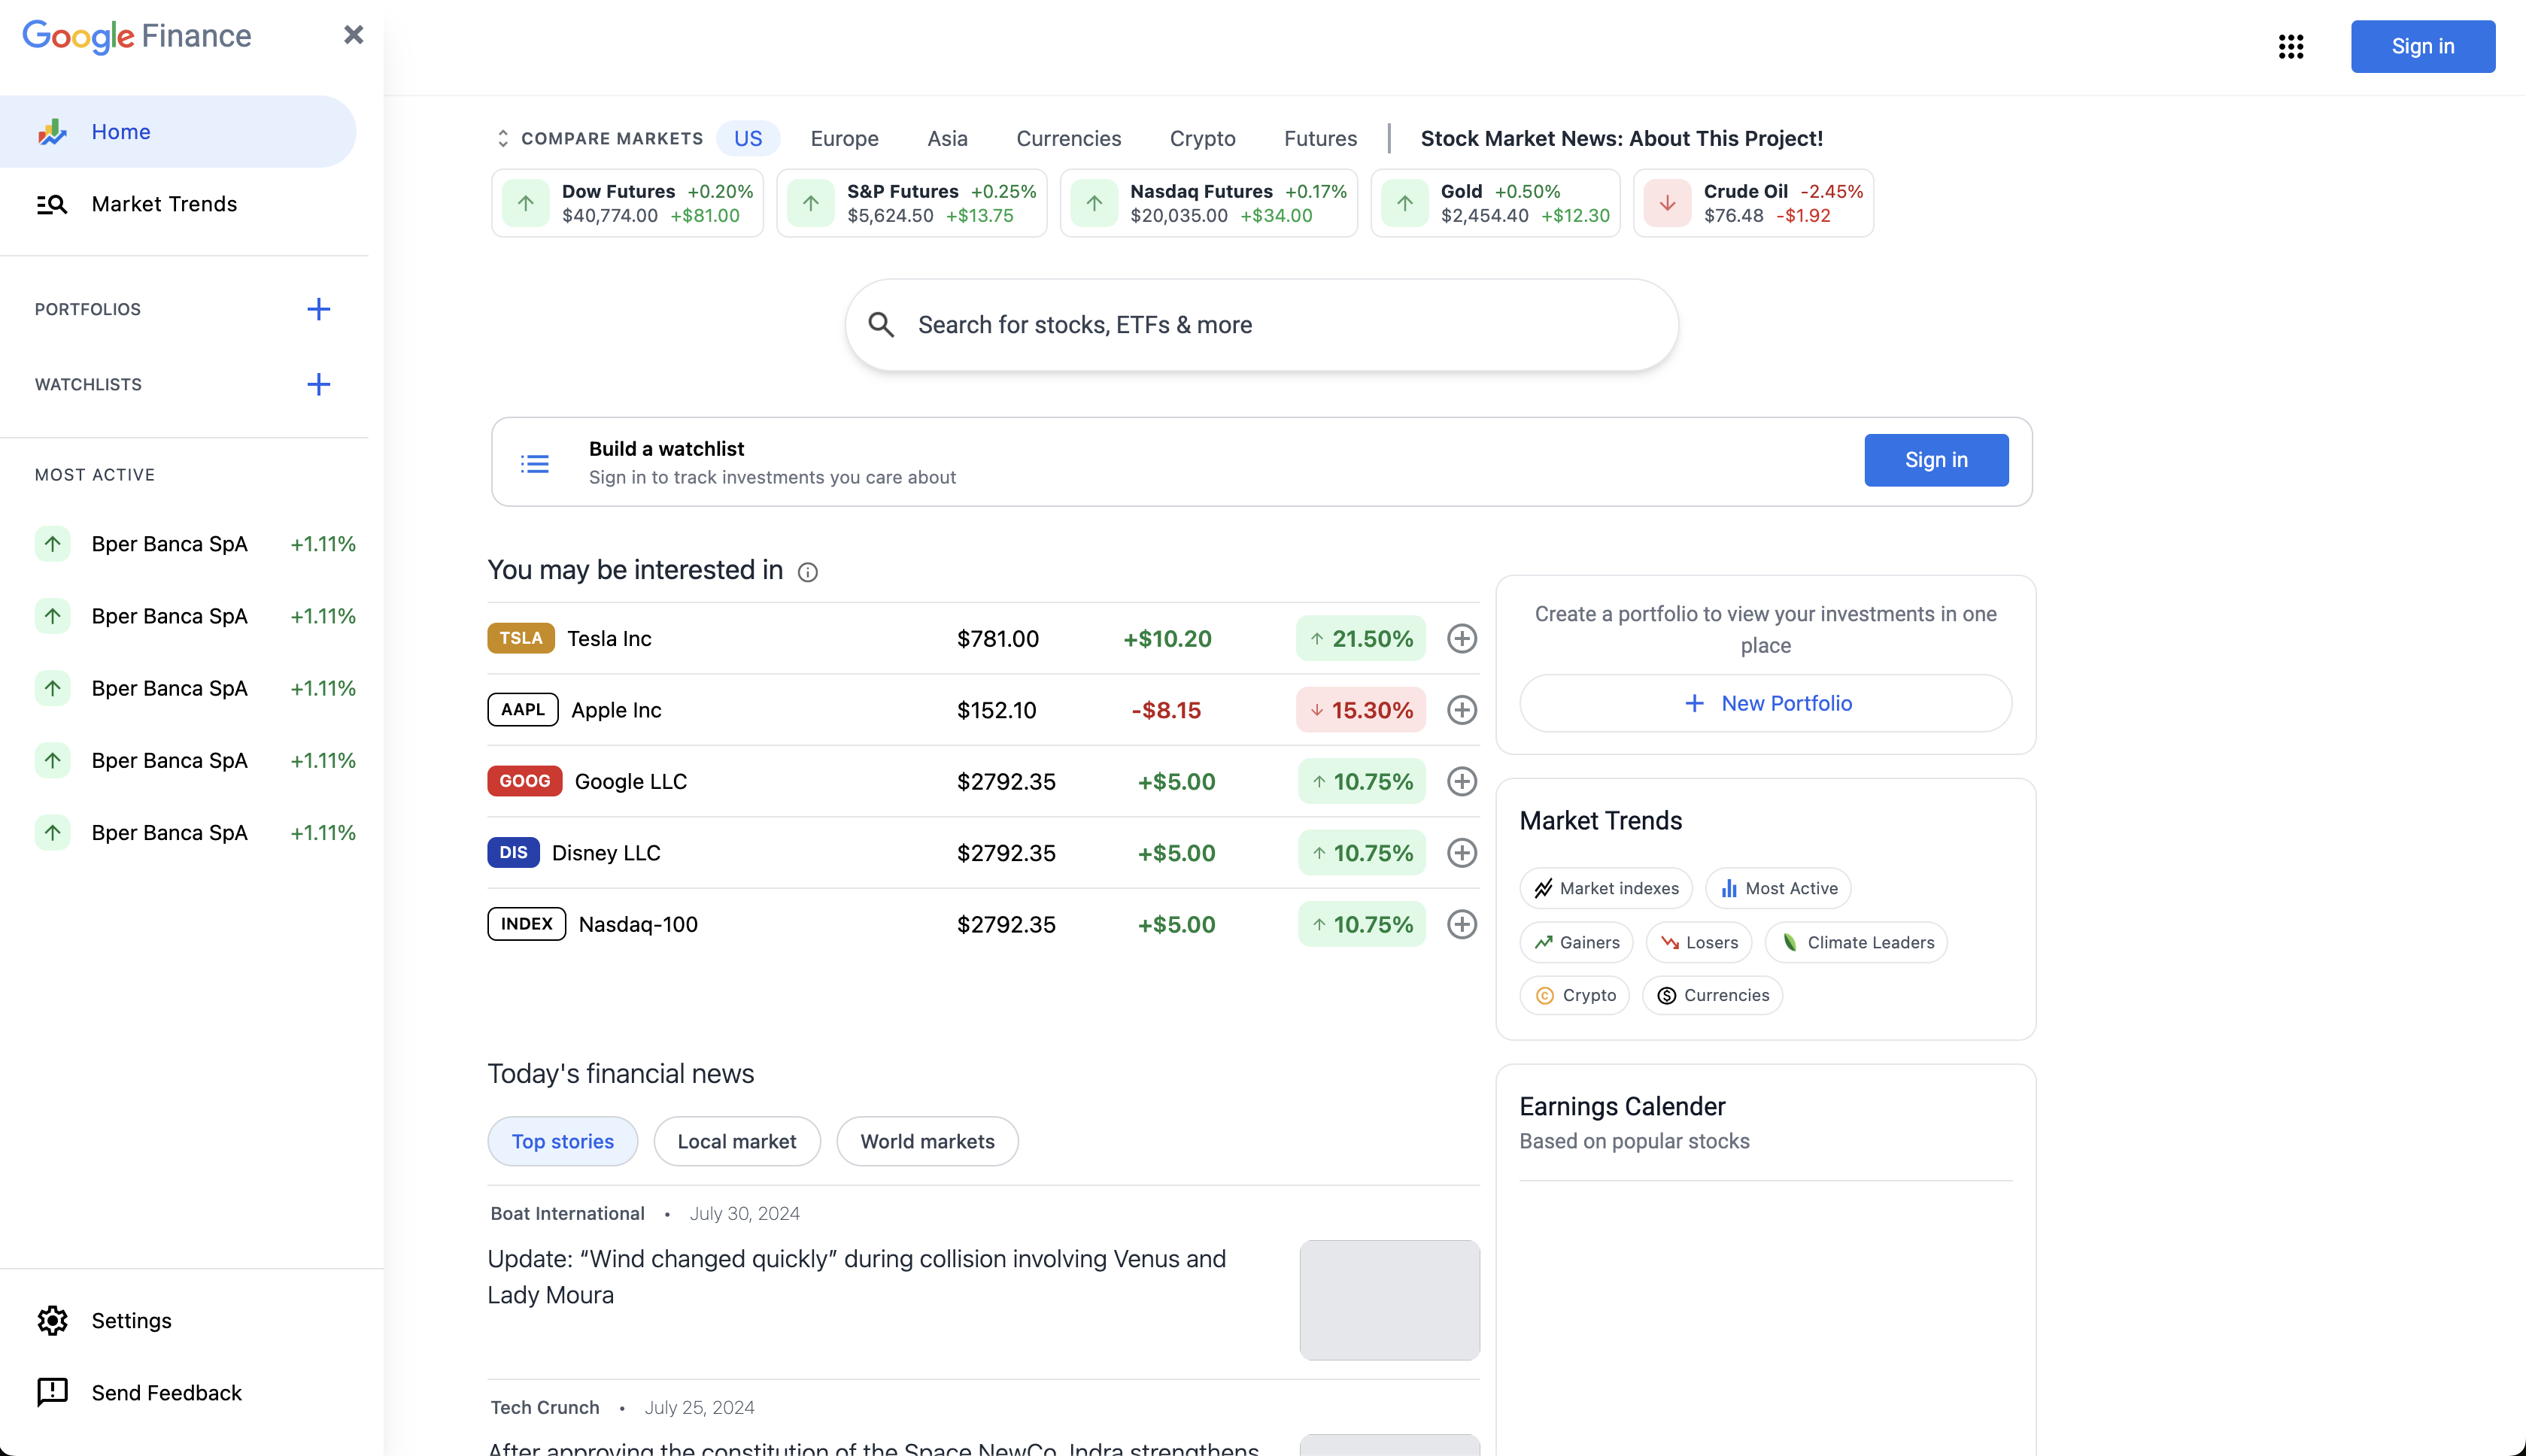 Google Finance
Sign in
Home
Market Trends
PORTFOLIOS
WATCHLISTS
MOST ACTIVE
Bper Banca SpA +1.11%
Bper Banca SpA +1.11%
Bper Banca SpA +1.11%
Bper Banca SpA +1.11%
Bper Banca SpA +1.11%
Settings
Send Feedback
COMPARE MARKETS US Europe Asia Currencies Crypto Futures Stock Market News: About This Project!
Dow Futures +0.20%
$40,774.00 +$81.00
S&P Futures +0.25%
$5,624.50 +$13.75
Nasdaq Futures +0.17%
$20,035.00 +$34.00
Gold +0.50%
$2,454.40 +$12.30
Crude Oil -2.45%
$76.48 -$1.92
Search for stocks, ETFs & more
Build a watchlist
Sign in to track investments you care about
Sign in
You may be interested in
TSLA Tesla Inc $781.00 +$10.20 21.50%
AAPL Apple Inc $152.10 -$8.15 15.30%
GOOG Google LLC $2792.35 +$5.00 10.75%
DIS Disney LLC $2792.35 +$5.00 10.75%
INDEX Nasdaq-100 $2792.35 +$5.00 10.75%
Create a portfolio to view your investments in one
place
New Portfolio
Market Trends
Market indexes Most Active
Gainers Losers Climate Leaders
Crypto Currencies
Earnings Calender
Based on popular stocks
Today's financial news
Top stories Local market World markets
Boat International • July 30, 2024
Update: “Wind changed quickly” during collision involving Venus and
Lady Moura
Tech Crunch • July 25, 2024
After approving the constitution of the Space NewCo, Indra strengthens